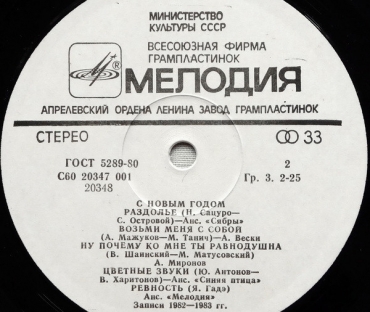 МИНИСТЕРСТВО
КУЛЬТУРЫ СССР
ВСЕСОЮЗНАЯ ФИРМА
ГРАМПЛАСТИНОК
МЕЛОДИЯ
АПРЕЛЕВСКИЙ ОРДЕНА ЛЕНИНА ЗАВОД ГРАМПЛАСТИНОК
СТЕРЕО
33
ГОСТ 5289-80
2
С60 20347 001
Гр. 3. 2-25
20348
С НОВЫМ ГОДОМ
РАЗДОЛЬЕ (Н. Сацуро—
С. Островой)—Анс. «Сябры»
ВОЗЬМИ МЕНЯ С СОБОЙ
(А. Мажуков—М. Танич)—А. Вески
НУ ПОЧЕМУ КО МНЕ ТЫ РАВНОДУШНА
(В. Шаинский—М. Матусовский)
А. Миронов
ЦВЕТНЫЕ ЗВУКИ (Ю. Антонов—
В. Харитонов)—Анс. «Синяя птица»
РЕВНОСТЬ (Я. Гадэ)
Анс. «Мелодия»
Записи 1982—1983 гг.